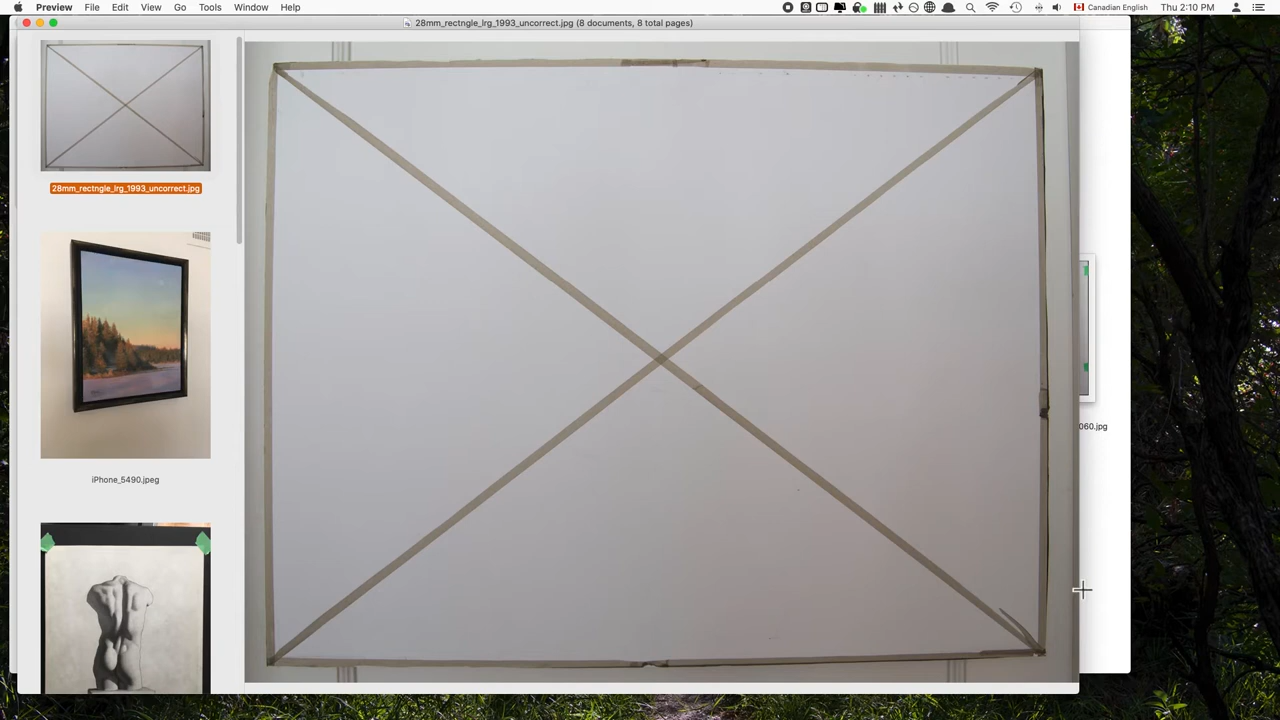 Preview File Edit View Go Tools Window Help Canadian English Thu 2:10 PM
28mm_rectngle_lrg_1993_uncorrect.jpg (8 documents, 8 total pages)
28mm_rectngle_lrg_1993_uncorrect.jpg
iPhone_5490.jpeg
060.jpg